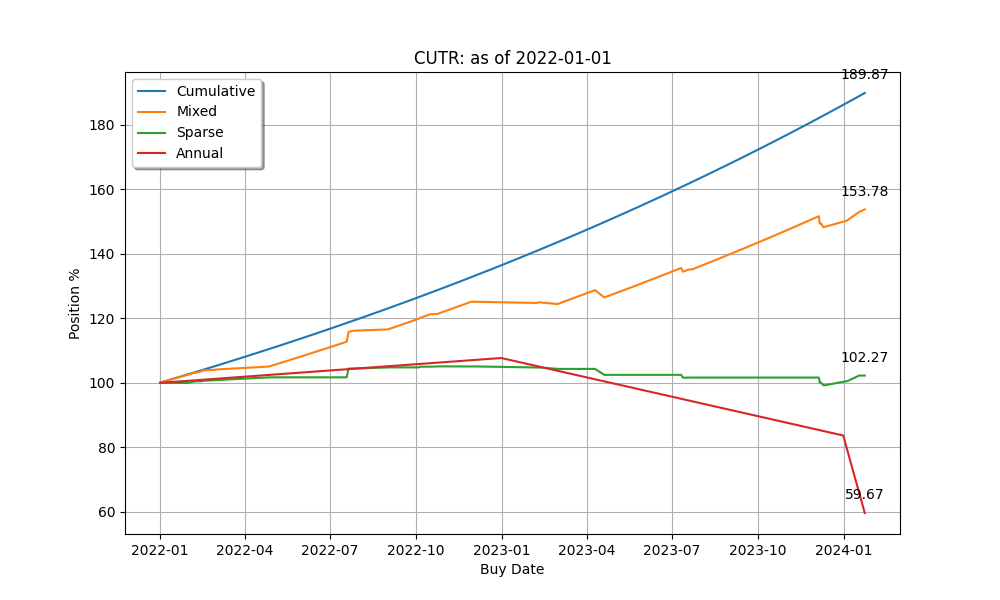 CUTR: as of 2022-01-01
Cumulative
Mixed
Sparse
Annual
189.87
153.78
102.27
59.67
Position %
180
160
140
120
100
80
60
2022-01 2022-04 2022-07 2022-10 2023-01 2023-04 2023-07 2023-10 2024-01
Buy Date